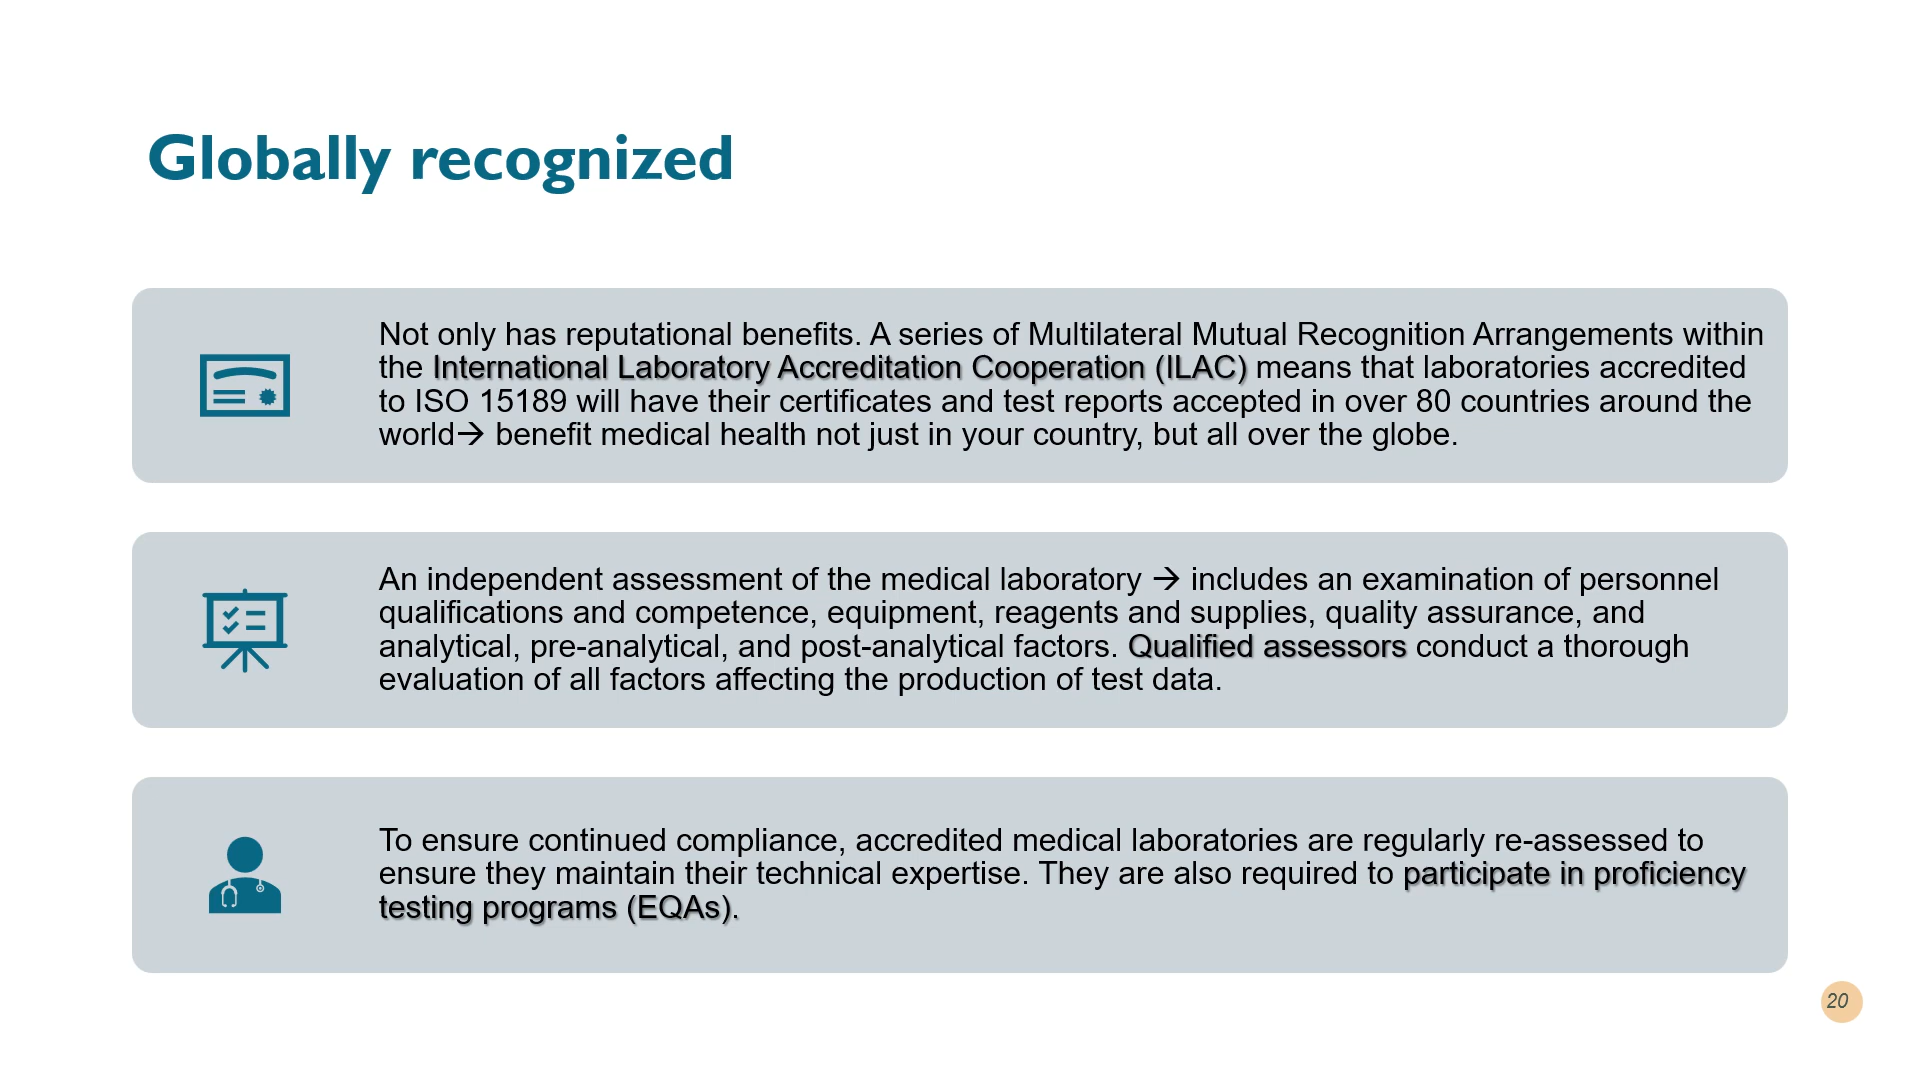 Globally recognized
Not only has reputational benefits. A series of Multilateral Mutual Recognition Arrangements within
the International Laboratory Accreditation Cooperation (ILAC) means that laboratories accredited
to ISO 15189 will have their certificates and test reports accepted in over 80 countries around the
world→ benefit medical health not just in your country, but all over the globe.
An independent assessment of the medical laboratory → includes an examination of personnel
qualifications and competence, equipment, reagents and supplies, quality assurance, and
analytical, pre-analytical, and post-analytical factors. Qualified assessors conduct a thorough
evaluation of all factors affecting the production of test data.
To ensure continued compliance, accredited medical laboratories are regularly re-assessed to
ensure they maintain their technical expertise. They are also required to participate in proficiency
testing programs (EQAs).
20